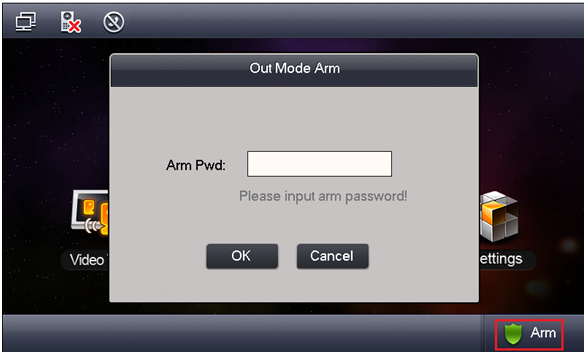 Out Mode Arm
Arm Pwd:
Please input arm password!
OK Cancel
Video
ettings
Arm